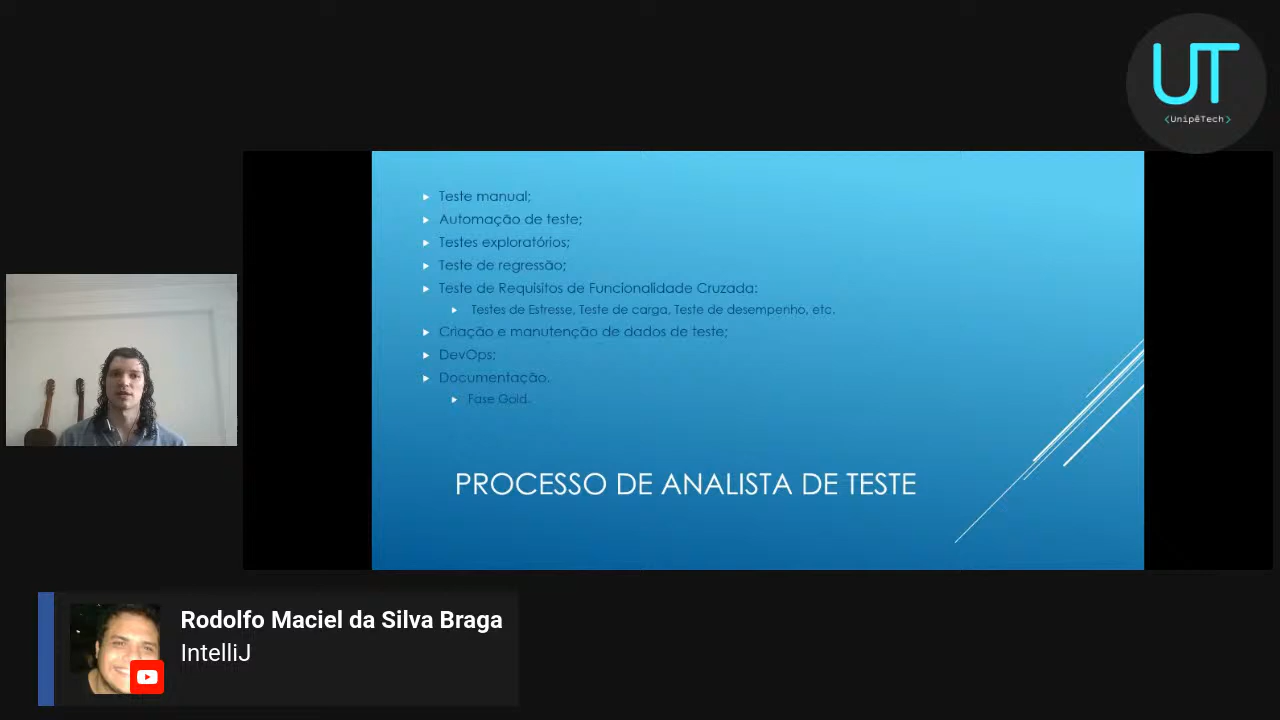 UT
<UnipêTech>
Teste manual;
Automação de teste;
Testes exploratórios;
Teste de regressão;
Teste de Requisitos de Funcionalidade Cruzada:
Testes de Estresse, Teste de carga, Teste de desempenho, etc.
Criação e manutenção de dados de teste;
DevOps;
Documentação.
Fase Gold.
PROCESSO DE ANALISTA DE TESTE
Rodolfo Maciel da Silva Braga
IntelliJ